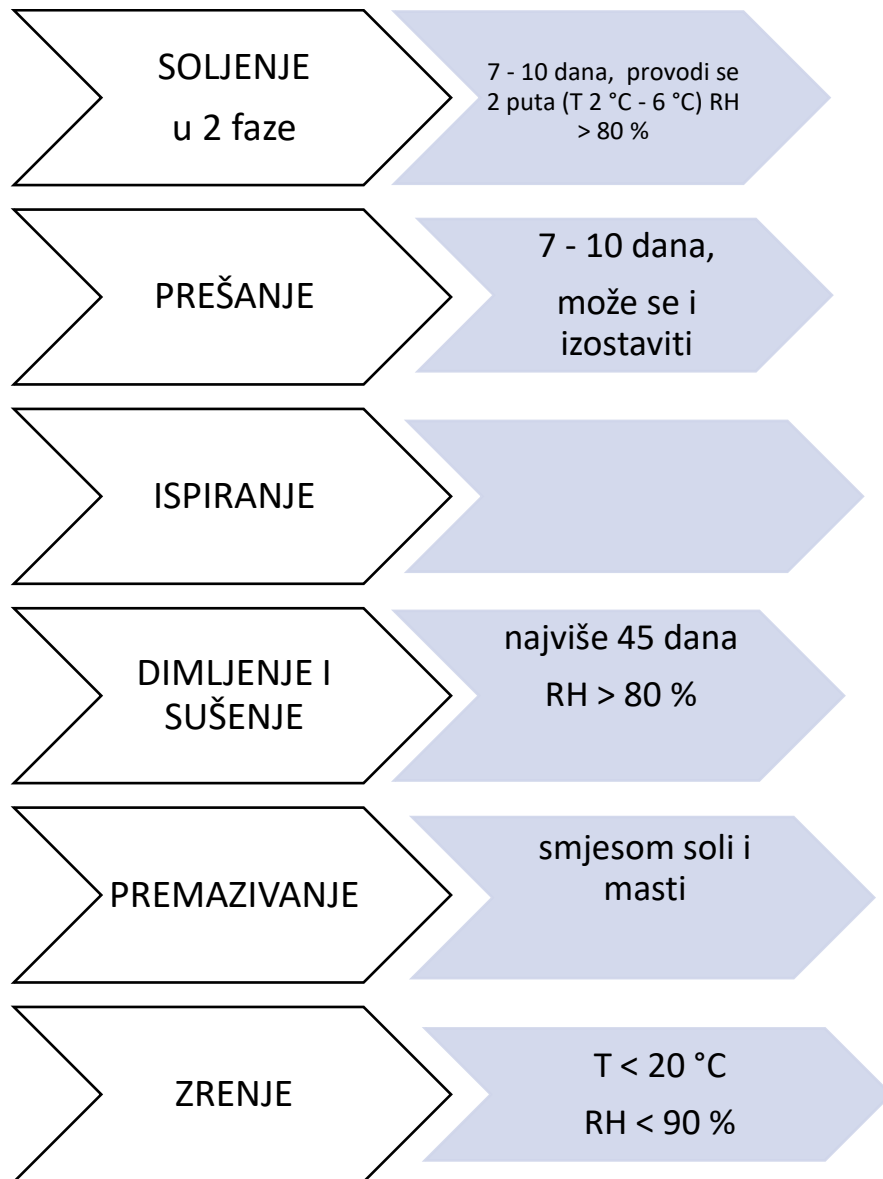 SOLJENJE
u 2 faze
7 - 10 dana, provodi se
2 puta (T 2 °C - 6 °C) RH
> 80 %
PREŠANJE
7 - 10 dana,
može se i
izostaviti
ISPIRANJE
DIMLJENJE I
SUŠENJE
najviše 45 dana
RH > 80 %
PREMAZIVANJE
smjesom soli i
masti
ZRENJE
T < 20 °C
RH < 90 %